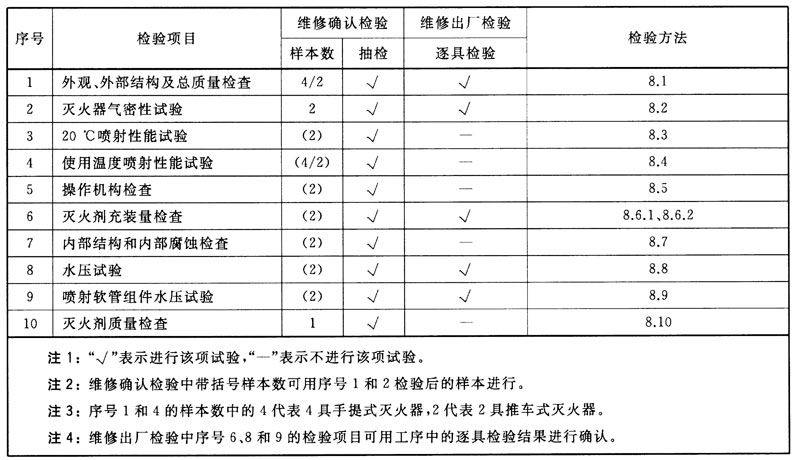 序号 检验项目 维修确认检验 维修出厂检验 检验方法
样本数 抽检 逐具检验
1 外观、外部结构及总质量检查 4/2 √ √ 8.1
2 灭火器气密性试验 2 √ √ 8.2
3 20 ℃喷射性能试验 (2) √ — 8.3
4 使用温度喷射性能试验 (4/2) √ — 8.4
5 操作机构检查 (2) √ — 8.5
6 灭火剂充装量检查 (2) √ √ 8.6.1、8.6.2
7 内部结构和内部腐蚀检查 (2) √ — 8.7
8 水压试验 (2) √ √ 8.8
9 喷射软管组件水压试验 (2) √ √ 8.9
10 灭火剂质量检查 1 √ — 8.10
注 1：“√”表示进行该项试验，“—”表示不进行该项试验。
注 2：维修确认检验中带括号样本数可用序号 1 和 2 检验后的样本进行。
注 3：序号 1 和 4 的样本数中的 4 代表 4 具手提式灭火器，2 代表 2 具推车式灭火器。
注 4：维修出厂检验中序号 6、8 和 9 的检验项目可用工序中的逐具检验结果进行确认。